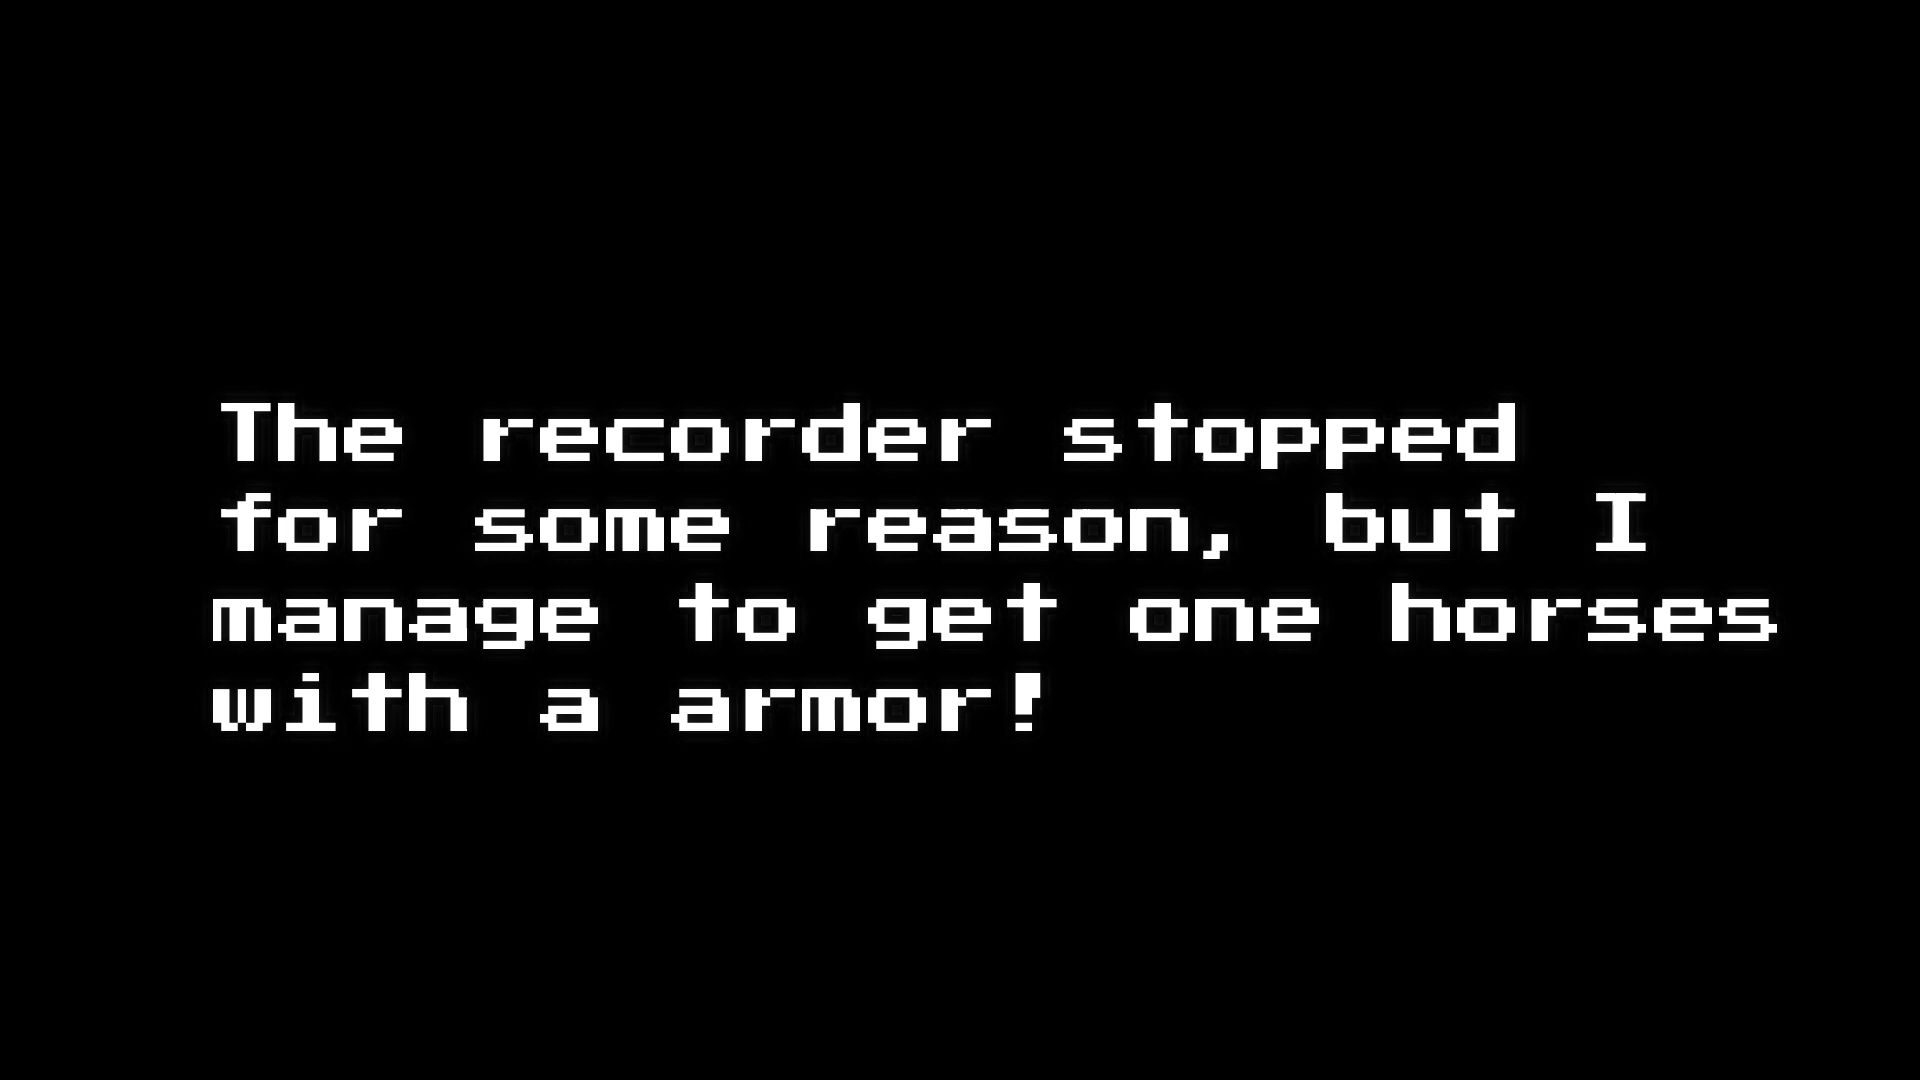 The recorder stopped
for some reason, but I
manage to get one horses
with a armor!